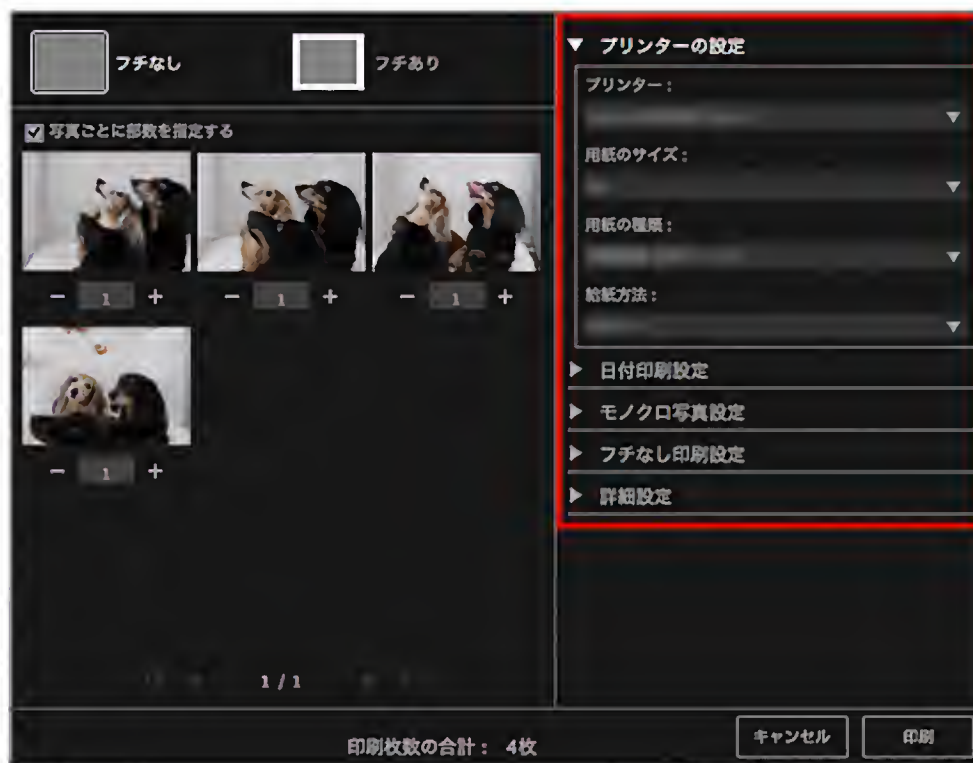 フチなし
フチあり
写真ごとに部数を指定する
− 1 +
− 1 +
− 1 +
− 1 +
1 / 1
▼ プリンターの設定
プリンター：
用紙のサイズ：
用紙の種類：
給紙方法：
▶ 日付印刷設定
▶ モノクロ写真設定
▶ フチなし印刷設定
▶ 詳細設定
印刷枚数の合計： 4枚
キャンセル
印刷